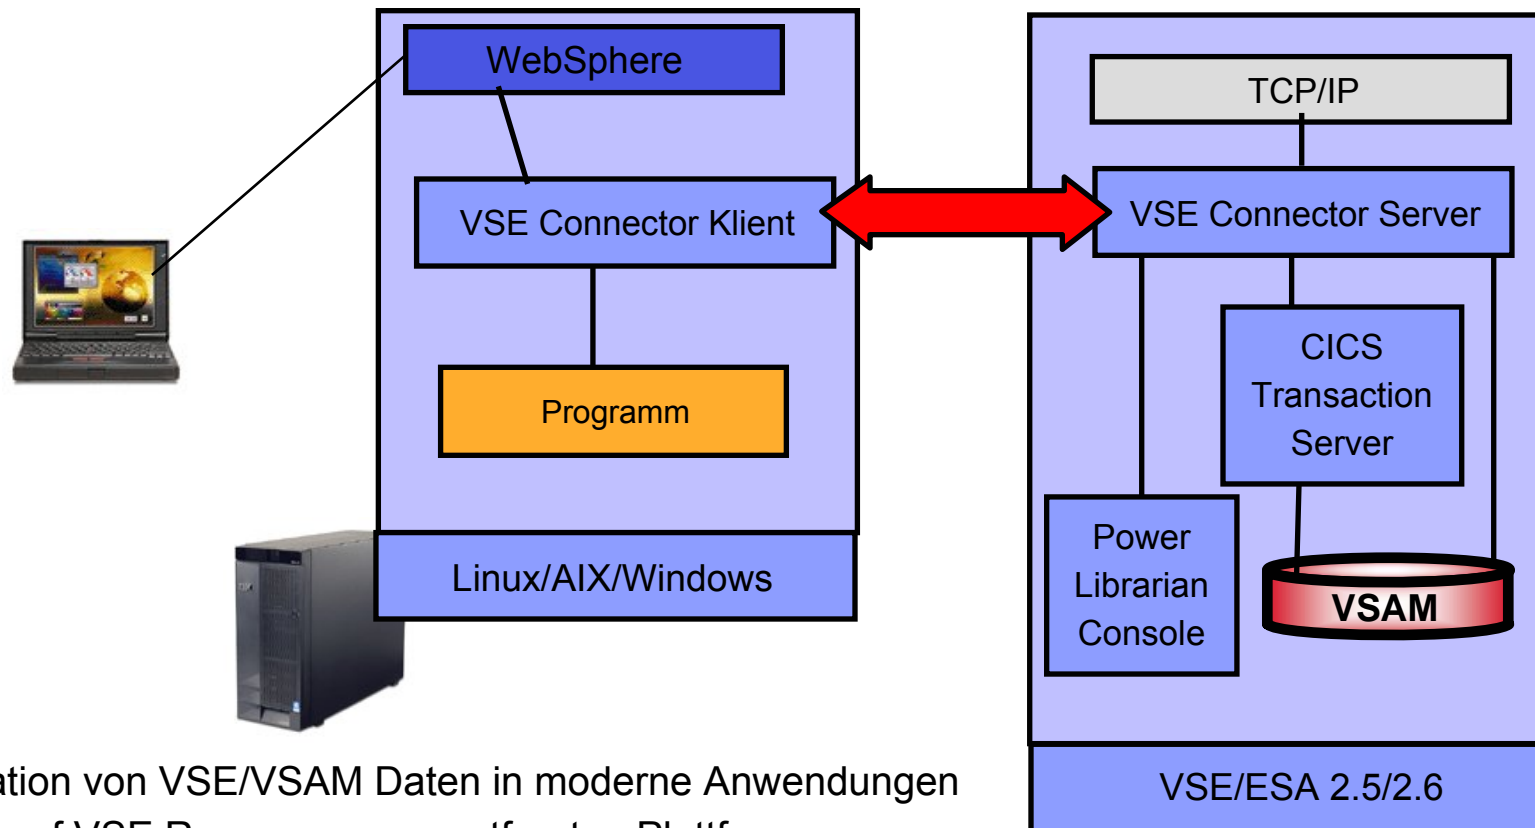 WebSphere
TCP/IP
VSE Connector Klient
VSE Connector Server
CICS
Transaction
Server
Programm
Power
Librarian
Console
VSAM
Linux/AIX/Windows
VSE/ESA 2.5/2.6
von VSE/VSAM Daten in moderne Anwendungen
VSE